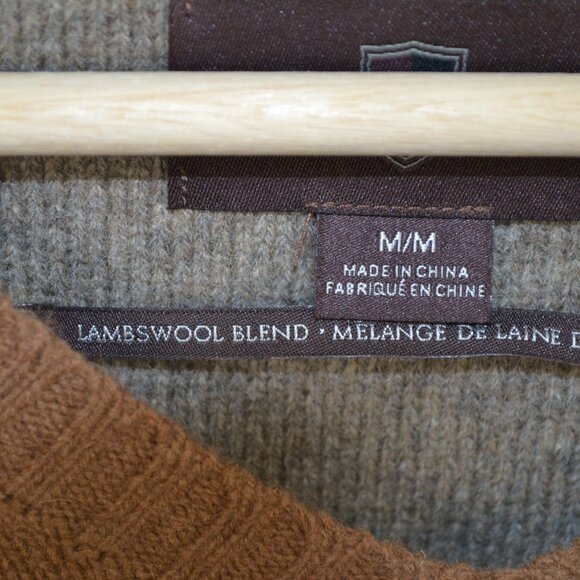 M/M
MADE IN CHINA
FABRIQUÉ EN CHINE
LAMBSWOOL BLEND • MÉLANGE DE LAINE D